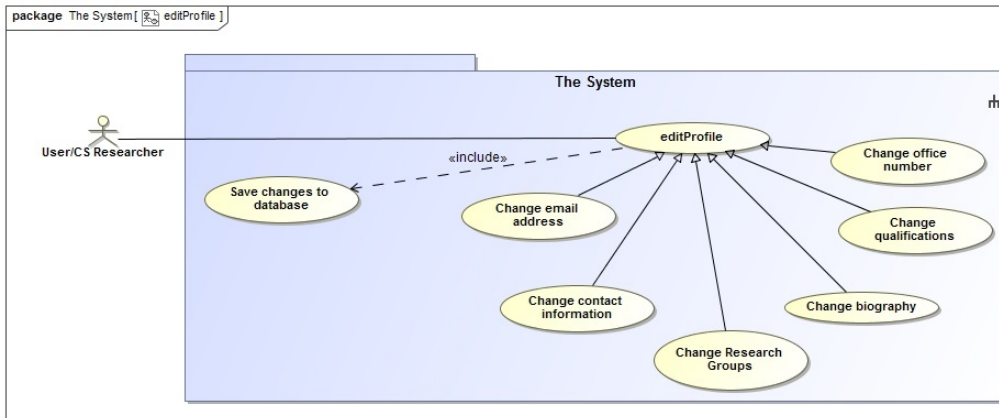 package The System[ editProfile ]
The System
User/CS Researcher
editProfile
«include»
Change office
number
Save changes to
database
Change email
address
Change
qualifications
Change contact
information
Change biography
Change Research
Groups